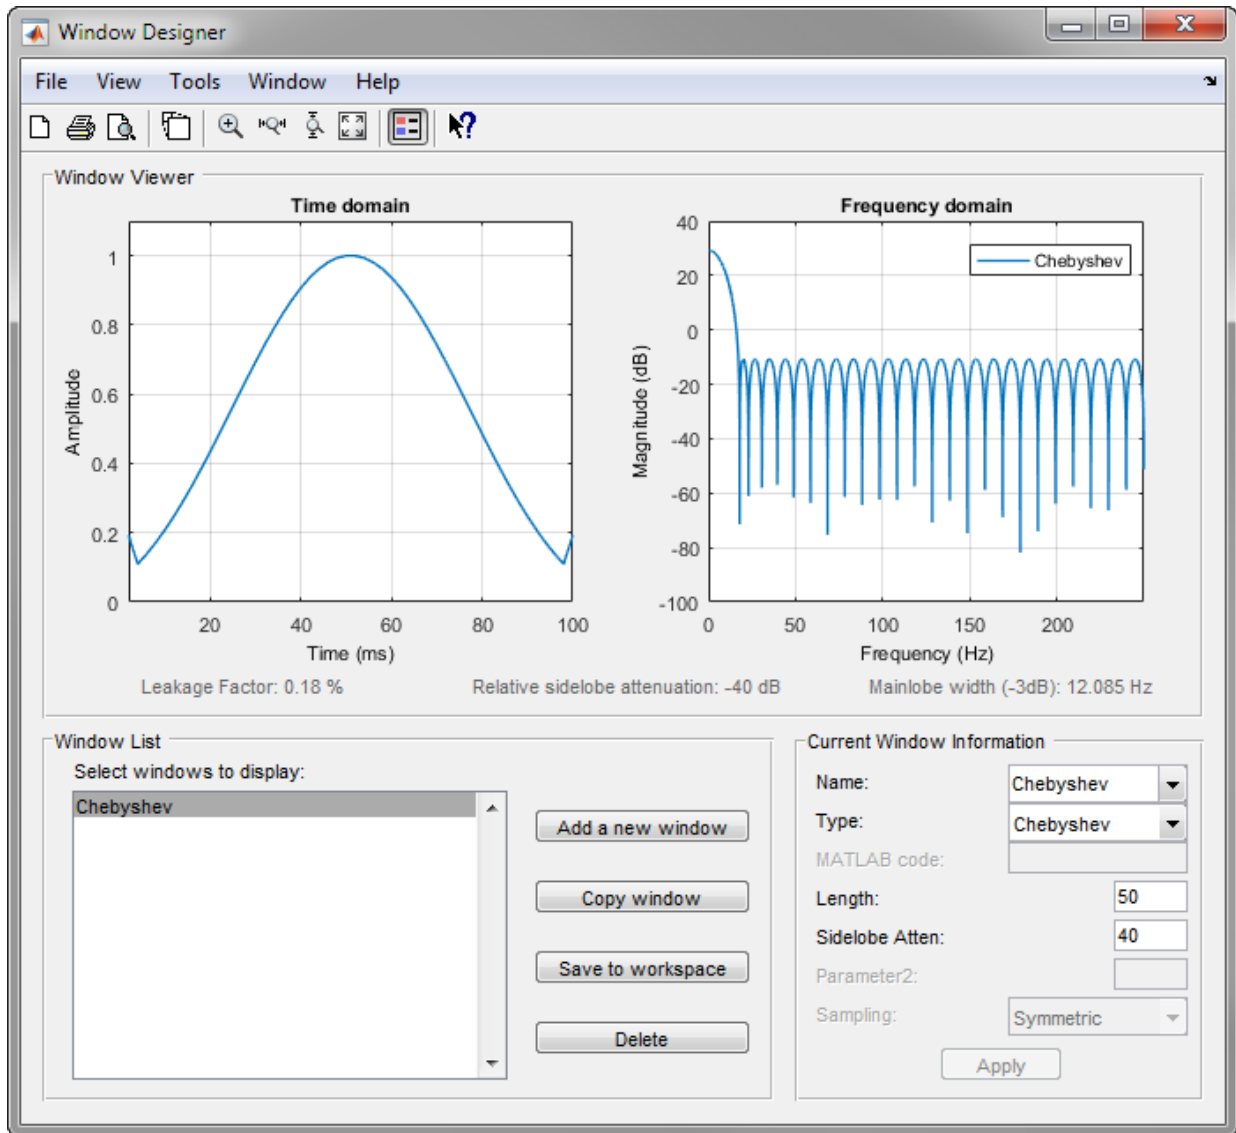 Window Designer
File View Tools Window Help
Window Viewer
Time domain
Frequency domain
Amplitude
1
0.8
0.6
0.4
0.2
0
20 40 60 80 100
Time (ms)
Magnitude (dB)
40
20
0
-20
-40
-60
-80
-100
0 50 100 150 200
Frequency (Hz)
Chebyshev
Leakage Factor: 0.18 % Relative sidelobe attenuation: -40 dB Mainlobe width (-3dB): 12.085 Hz
Window List
Select windows to display:
Chebyshev
Add a new window
Copy window
Save to workspace
Delete
Current Window Information
Name: Chebyshev
Type: Chebyshev
MATLAB code:
Length: 50
Sidelobe Atten: 40
Parameter2:
Sampling: Symmetric
Apply